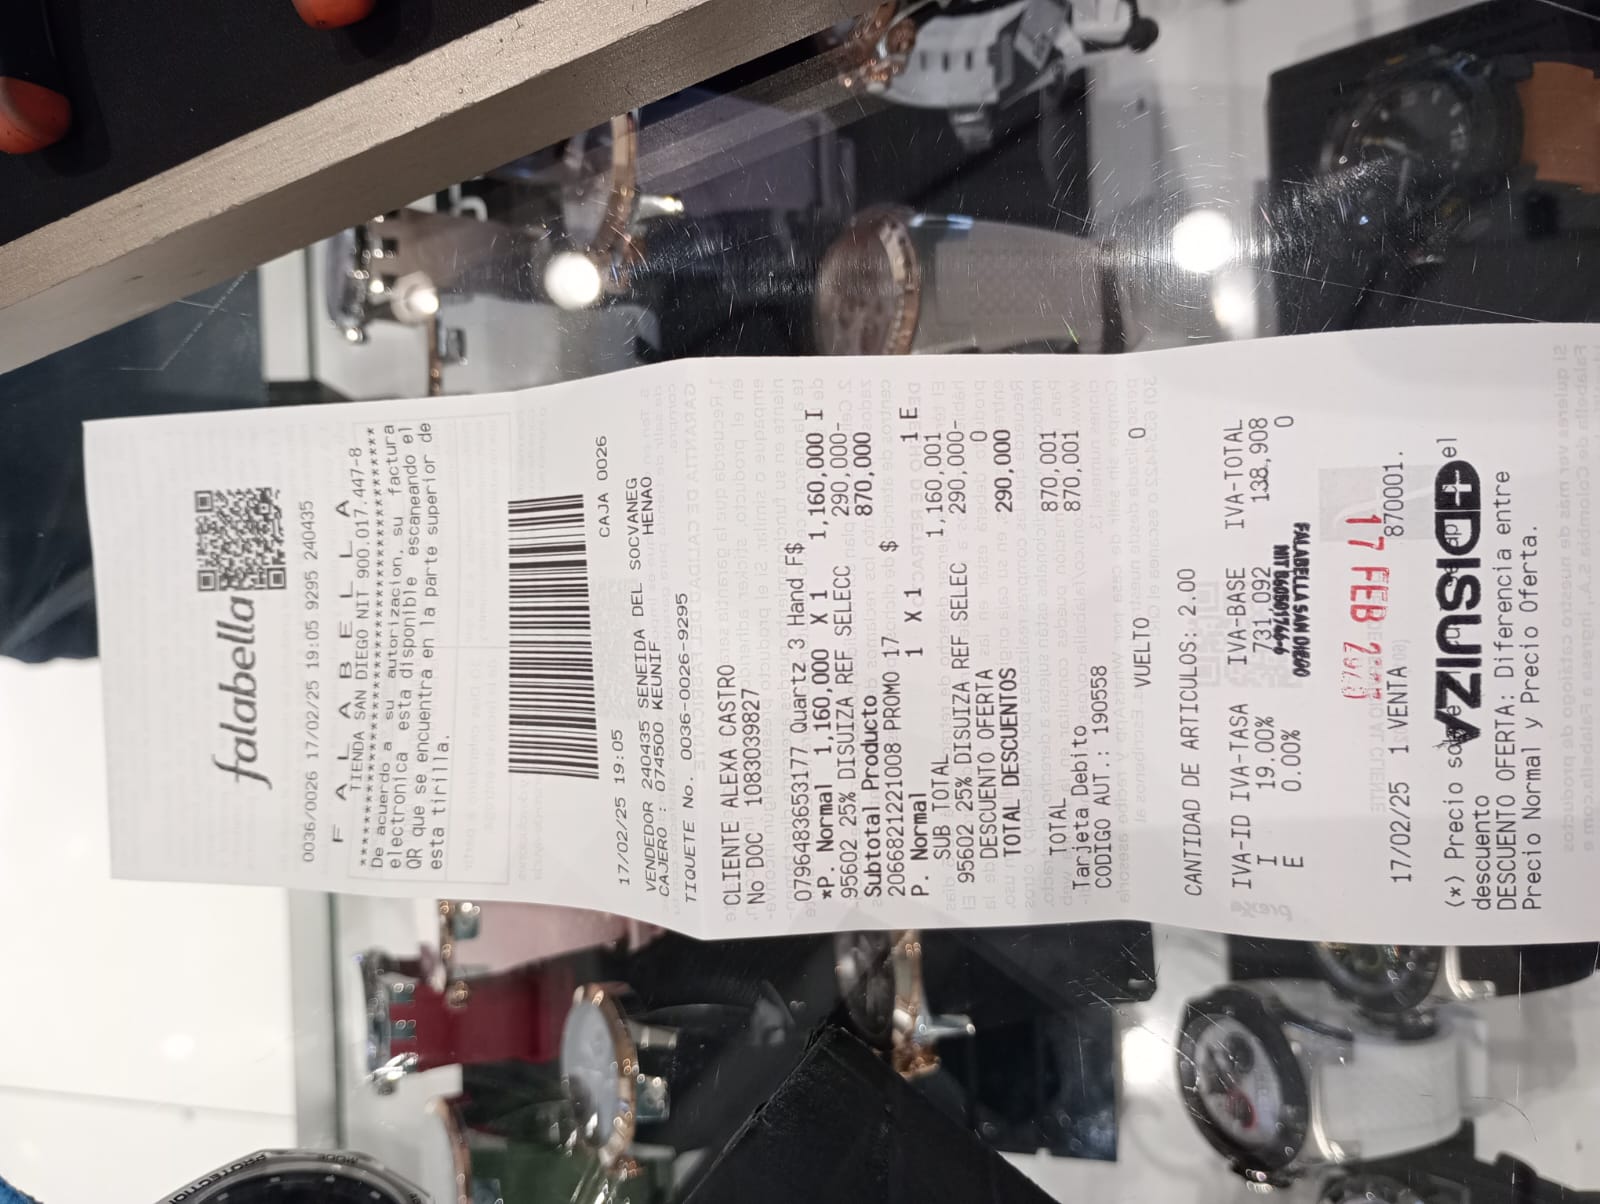 falabella
0036/0026 17/02/25 19:05 9295 240435
F A L A B E L L A
TIENDA SAN DIEGO NIT 900.017.447-8
****************************************
De acuerdo a su autorizacion, su factura
electronica esta disponible escaneando el
QR que se encuentra en la parte superior de
esta tirilla.
17/02/25 19:05 CAJA 0026
VENDEDOR 240435 SENEIDA DEL SOCVANEG
CAJERO : 074500 KEUNIF HENAO
TIQUETE No. 0036-0026-9295
CLIENTE ALEXA CASTRO
No DOC 1083039827
0796483653177 Quartz 3 Hand F$
*P. Normal 1,160,000 X 1 1,160,000 I
95602 25% DISUIZA REF SELECC 290,000-
Subtotal Producto 870,000
2066821221008 PROMO 17 $
P. Normal 1 X 1 1 E
SUB TOTAL 1,160,001
95602 25% DISUIZA REF SELEC 290,000-
DESCUENTO OFERTA 0
TOTAL DESCUENTOS 290,000
TOTAL 870,001
Tarjeta Debito 870,001
CODIGO AUT.: 190558
VUELTO 0
CANTIDAD DE ARTICULOS: 2.00
IVA-ID IVA-TASA IVA-BASE IVA-TOTAL
I 19.00% 731,092 138,908
E 0.00% 0
FALABELLA SAN DIEGO
17 FEB
17/02/25 1 VENTA 870001.
DISUIZA
(*) Precio sobre el
descuento
DESCUENTO OFERTA: Diferencia entre
Precio Normal y Precio Oferta.
PROTECTION
MODE